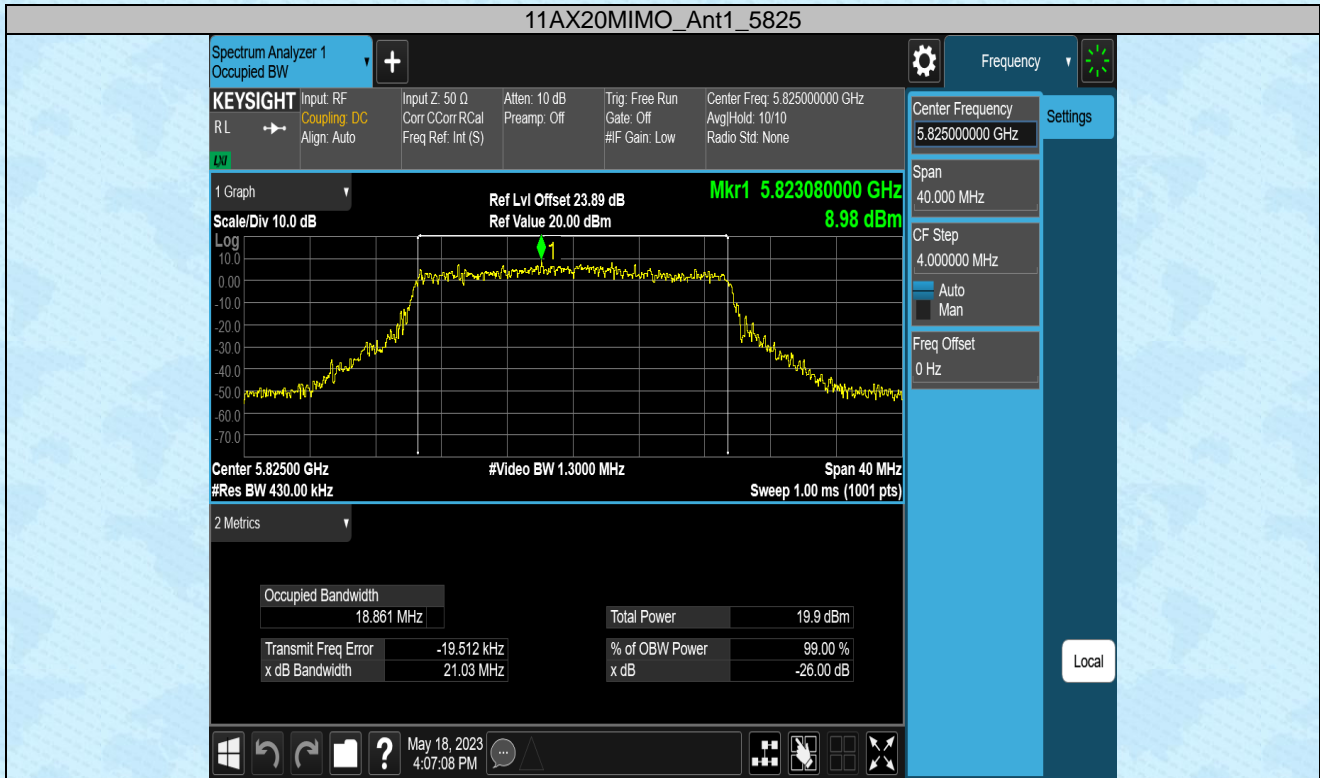 11AX20MIMO_Ant1_5825
Spectrum Analyzer 1
Occupied BW
+
Frequency
KEYSIGHT
R L
LXI
Input: RF
Coupling: DC
Align: Auto
Input Z: 50 Ω
Corr CCorr RCal
Freq Ref: Int (S)
Atten: 10 dB
Preamp: Off
Trig: Free Run
Gate: Off
#IF Gain: Low
Center Freq: 5.825000000 GHz
Avg|Hold: 10/10
Radio Std: None
Center Frequency
5.825000000 GHz
Settings
Span
40.000 MHz
CF Step
4.000000 MHz
Auto
Man
Freq Offset
0 Hz
Local
1 Graph
Scale/Div 10.0 dB
Ref Lvl Offset 23.89 dB
Ref Value 20.00 dBm
Mkr1 5.823080000 GHz
8.98 dBm
Log
1
10.0
0.00
-10.0
-20.0
-30.0
-40.0
-50.0
-60.0
-70.0
Center 5.82500 GHz
#Video BW 1.3000 MHz
Span 40 MHz
#Res BW 430.00 kHz
Sweep 1.00 ms (1001 pts)
2 Metrics
Occupied Bandwidth
18.861 MHz
Total Power 19.9 dBm
Transmit Freq Error -19.512 kHz
% of OBW Power 99.00 %
x dB Bandwidth 21.03 MHz
x dB -26.00 dB
?
May 18, 2023
4:07:08 PM